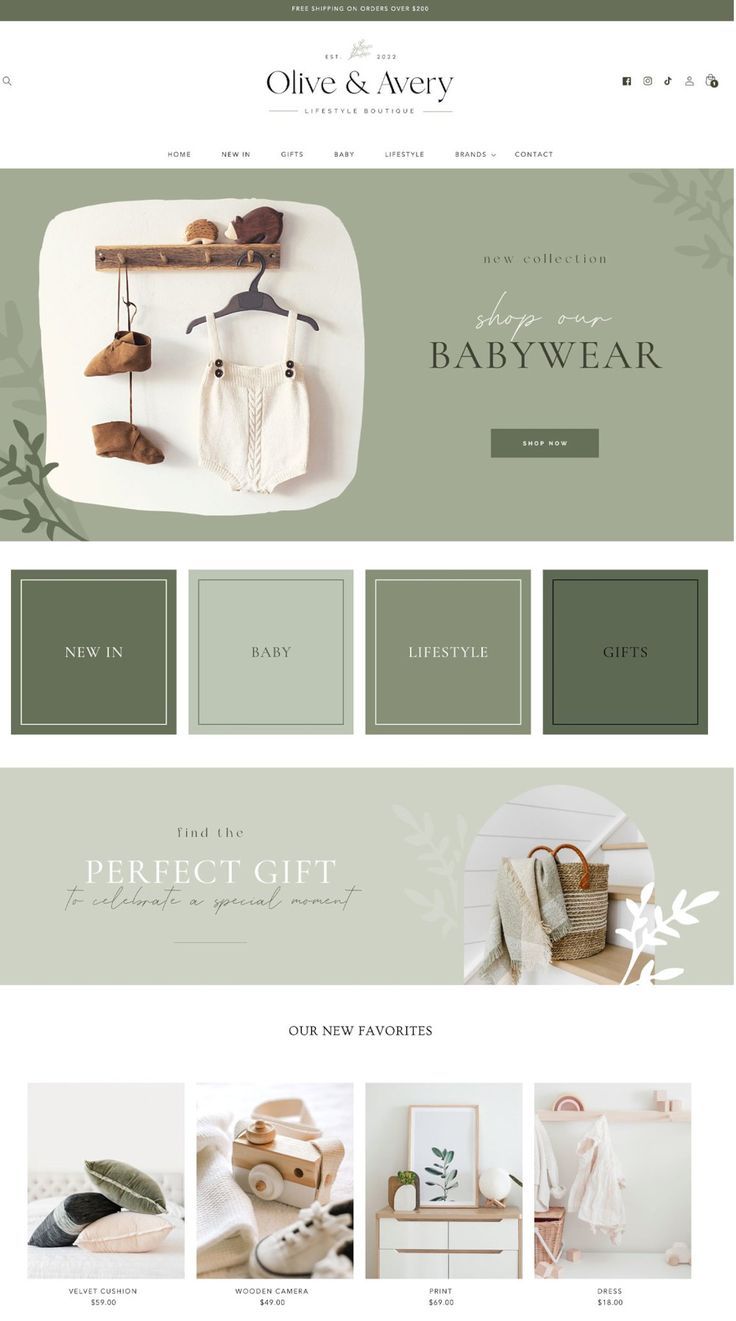 FREE SHIPPING ON ORDERS OVER $200
EST. 2022
Olive & Avery
LIFESTYLE BOUTIQUE
1
HOME NEW IN GIFTS BABY LIFESTYLE BRANDS CONTACT
new collection
shop our
BABYWEAR
SHOP NOW
NEW IN BABY LIFESTYLE GIFTS
find the
PERFECT GIFT
to celebrate a special moment
OUR NEW FAVORITES
VELVET CUSHION WOODEN CAMERA PRINT DRESS
$59.00 $49.00 $69.00 $18.00